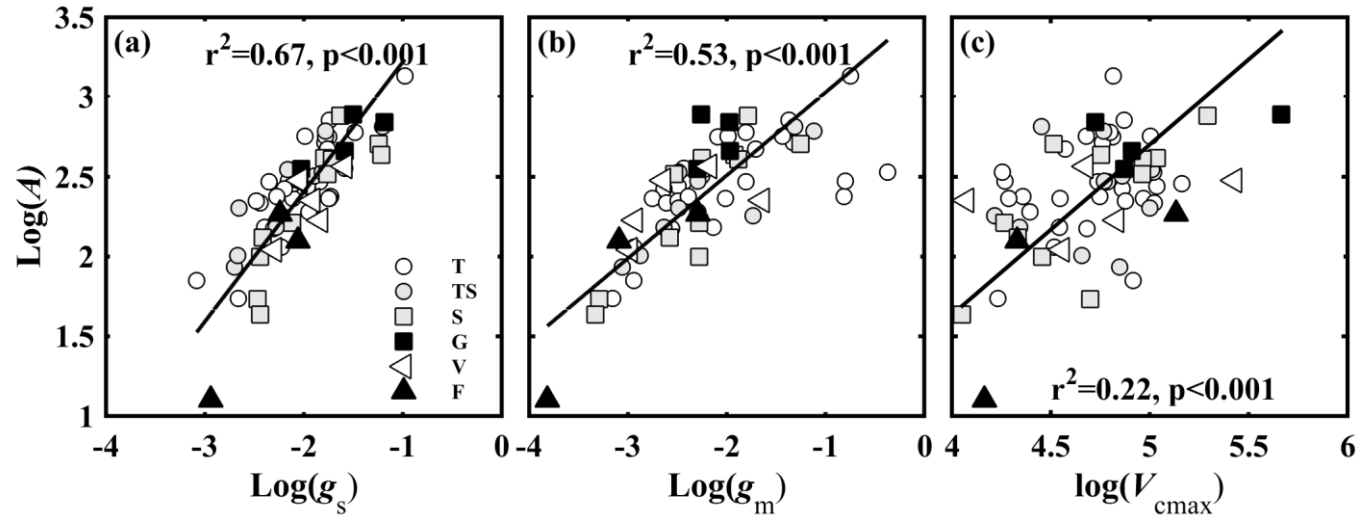 3.5
3
2.5
2
1.5
1
Log(A)
(a)
r²=0.67, p<0.001
T
TS
S
G
V
F
-4
-3
-2
-1
Log(gₛ)
(b)
r²=0.53, p<0.001
-4
-3
-2
-1
0
Log(gₘ)
(c)
r²=0.22, p<0.001
4
4.5
5
5.5
6
log(Vcmax)